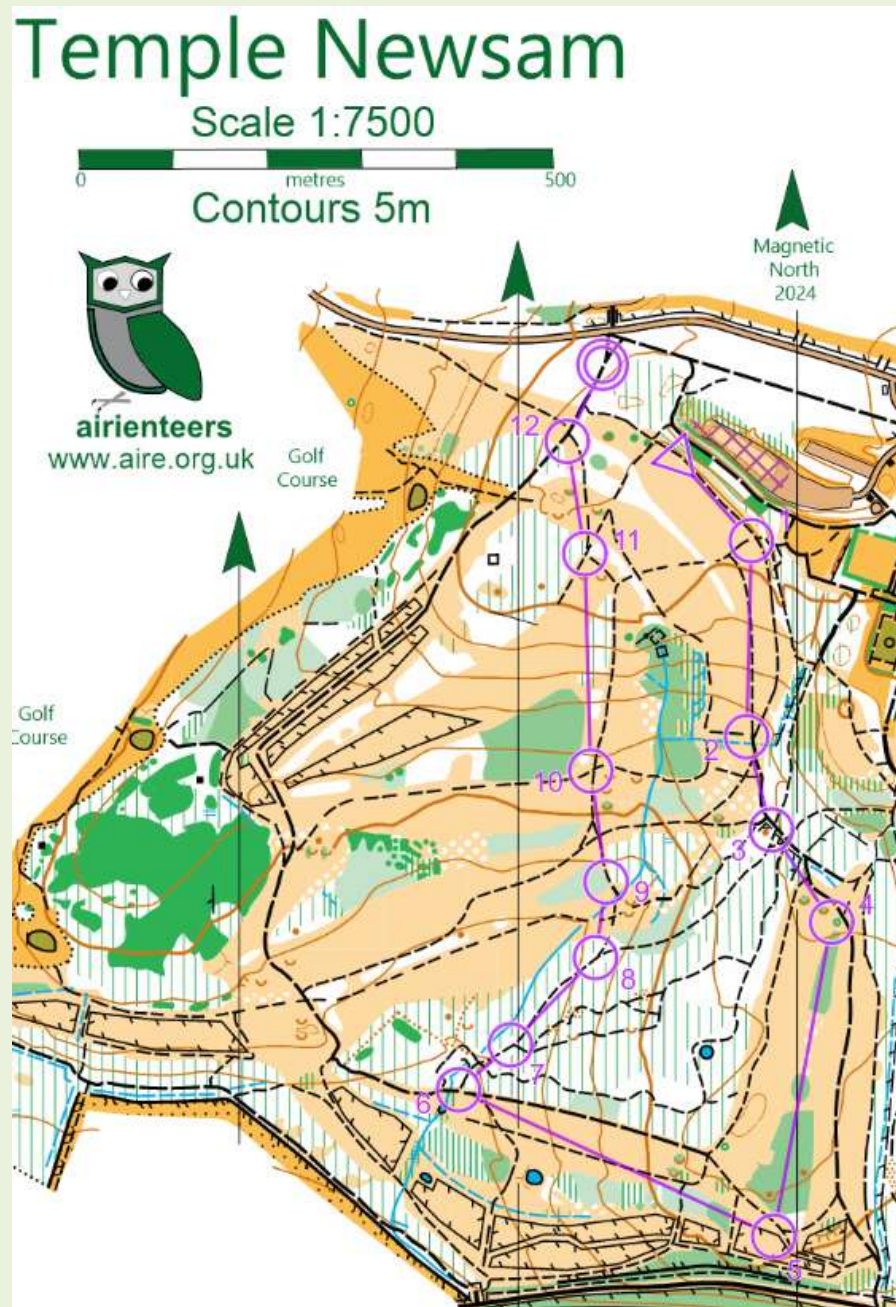 Temple Newsam
Scale 1:7500
0 metres 500
Contours 5m
Magnetic
North
2024
airienteers
www.aire.org.uk
Golf
Course
12
11
Golf
Course
2
10
3
9
4
8
7
6
5